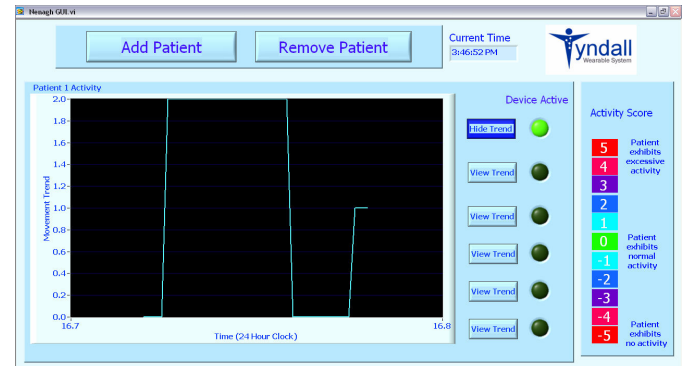 Nenagh GUI.vi
Add Patient
Remove Patient
Current Time
3:46:52 PM
Tyndall
Wearable System
Patient 1 Activity
2.0
1.8
1.6
1.4
1.2
1.0
0.8
0.6
0.4
0.2
0.0
Movement Trend
16.7
16.8
Time (24 Hour Clock)
Device Active
Hide Trend
View Trend
View Trend
View Trend
View Trend
View Trend
Activity Score
5
4
3
2
1
0
-1
-2
-3
-4
-5
Patient
exhibits
excessive
activity
Patient
exhibits
normal
activity
Patient
exhibits
no activity